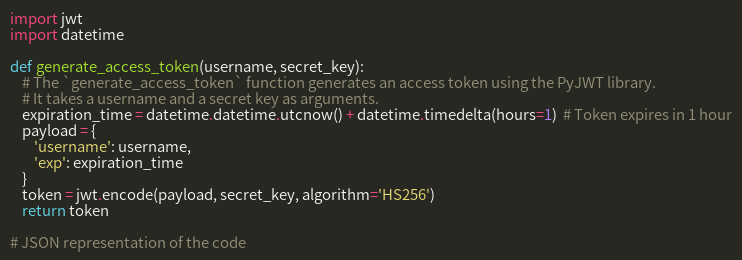 import jwt
import datetime

def generate_access_token(username, secret_key):
    # The `generate_access_token` function generates an access token using the PyJWT library.
    # It takes a username and a secret key as arguments.
    expiration_time = datetime.datetime.utcnow() + datetime.timedelta(hours=1)  # Token expires in 1 hour
    payload = {
        'username': username,
        'exp': expiration_time
    }
    token = jwt.encode(payload, secret_key, algorithm='HS256')
    return token

# JSON representation of the code